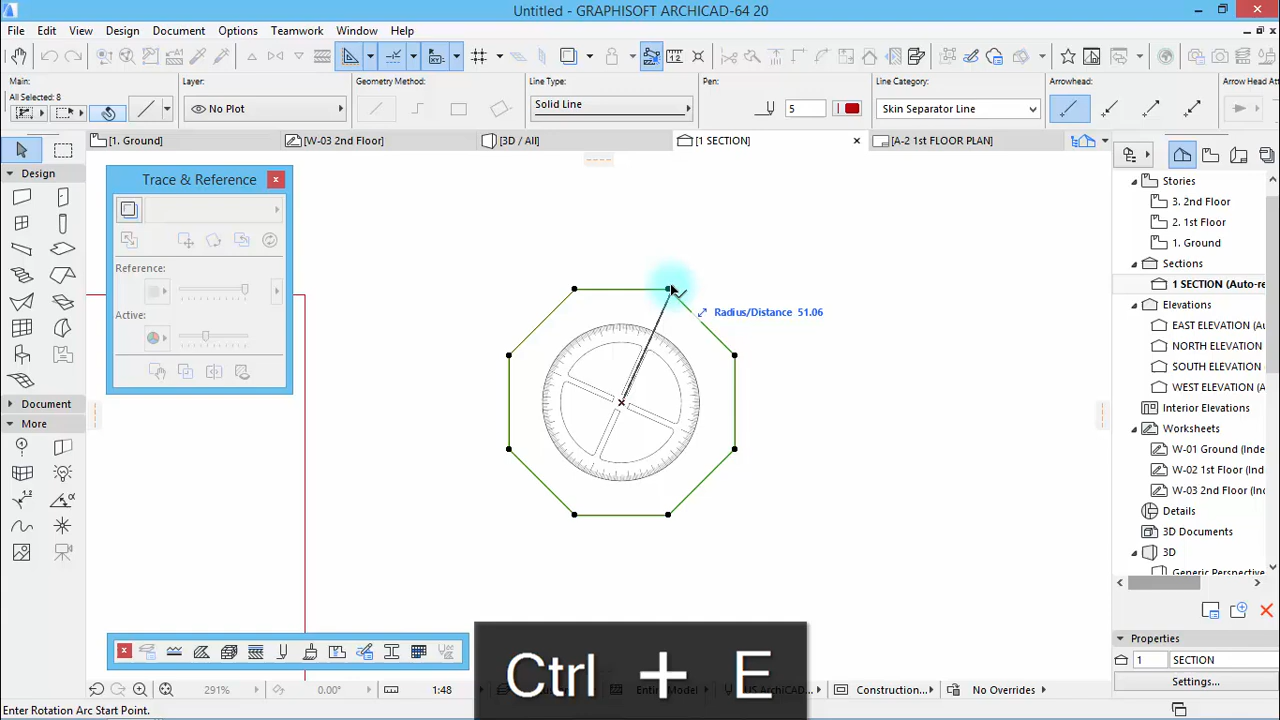 Untitled - GRAPHISOFT ARCHICAD-64 20
File Edit View Design Document Options Teamwork Window Help
Main:
All Selected: 8
Layer:
No Plot
Geometry Method:
Line Type:
Solid Line
Pen:
5
Line Category:
Skin Separator Line
Arrowhead:
Arrow Head A
[1. Ground]
[W-03 2nd Floor]
[3D / All]
[1 SECTION]
[A-2 1st FLOOR PLAN]
Design
Document
More
Trace & Reference
Reference:
Active:
Radius/Distance 51.06
Stories
3. 2nd Floor
2. 1st Floor
1. Ground
Sections
1 SECTION (Auto-re
Elevations
EAST ELEVATION (A
NORTH ELEVATION
SOUTH ELEVATION
WEST ELEVATION (A
Interior Elevations
Worksheets
W-01 Ground (Inde
W-02 1st Floor (Ind
W-03 2nd Floor (Ind
Details
3D Documents
3D
Generic Perspective
Properties
1
SECTION
Settings...
Ctrl + E
291%
0.00°
1:48
Construction...
No Overrides
Enter Rotation Arc Start Point.